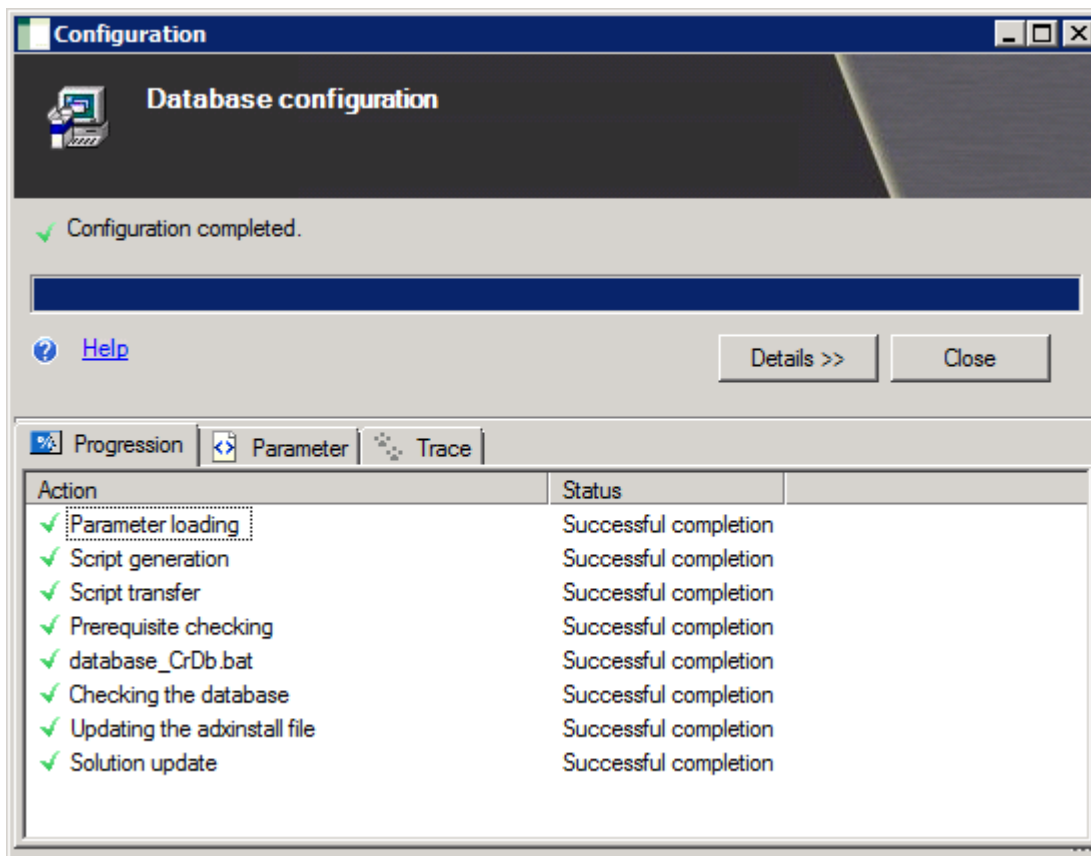 Configuration
Database configuration
Configuration completed.
Help
Details >>
Close
Progression
Parameter
Trace
Action Status
Parameter loading Successful completion
Script generation Successful completion
Script transfer Successful completion
Prerequisite checking Successful completion
database_CrDb.bat Successful completion
Checking the database Successful completion
Updating the adxinstall file Successful completion
Solution update Successful completion